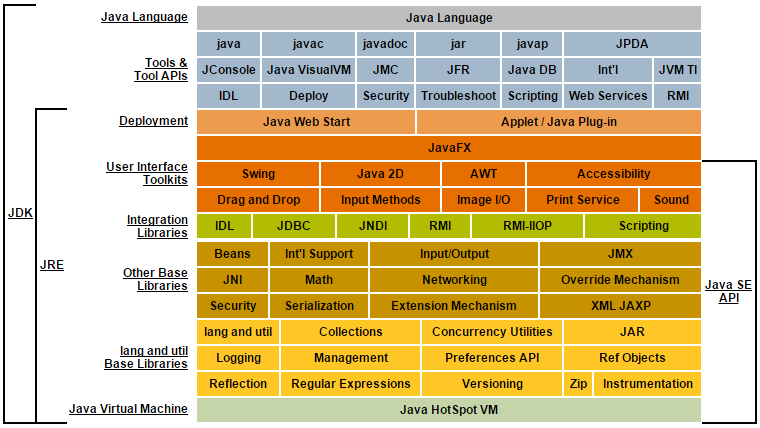 Java Language Java Language
java javac javadoc jar javap JPDA
Tools &
Tool APIs
JConsole Java VisualVM JMC JFR Java DB Int'l JVM TI
IDL Deploy Security Troubleshoot Scripting Web Services RMI
Deployment Java Web Start Applet / Java Plug-in
JavaFX
User Interface
Toolkits
Swing Java 2D AWT Accessibility
Drag and Drop Input Methods Image I/O Print Service Sound
Integration
Libraries
IDL JDBC JNDI RMI RMI-IIOP Scripting
JDK
JRE
Other Base
Libraries
Beans Int'l Support Input/Output JMX
JNI Math Networking Override Mechanism
Security Serialization Extension Mechanism XML JAXP
Java SE
API
lang and util
Base Libraries
lang and util Collections Concurrency Utilities JAR
Logging Management Preferences API Ref Objects
Reflection Regular Expressions Versioning Zip Instrumentation
Java Virtual Machine Java HotSpot VM